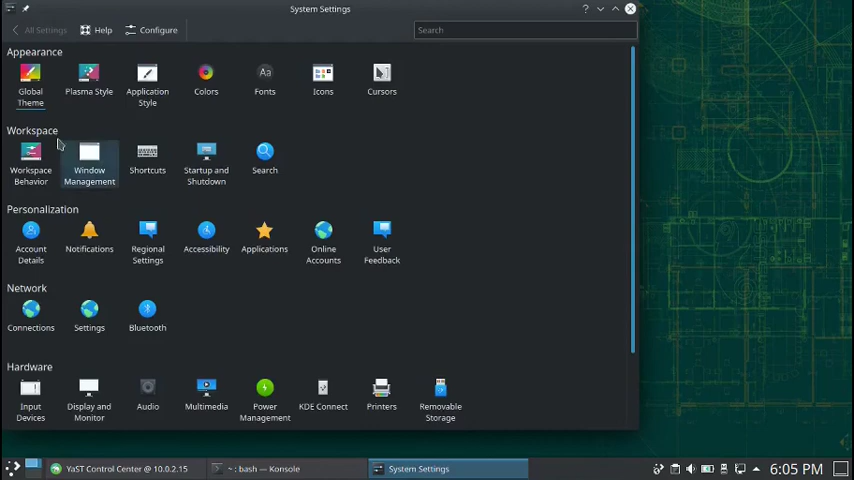 System Settings
?
All Settings Help Configure Search
Appearance
Global Theme Plasma Style Application Style Colors Fonts Icons Cursors
Workspace
Workspace Behavior Window Management Shortcuts Startup and Shutdown Search
Personalization
Account Details Notifications Regional Settings Accessibility Applications Online Accounts User Feedback
Network
Connections Settings Bluetooth
Hardware
Input Devices Display and Monitor Audio Multimedia Power Management KDE Connect Printers Removable Storage
YaST Control Center @ 10.0.2.15 ~ : bash — Konsole System Settings 6:05 PM